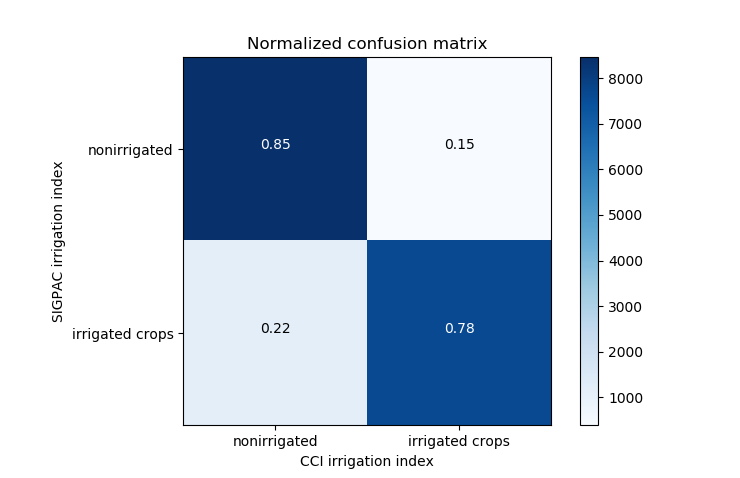 Normalized confusion matrix
SIGPAC irrigation index
nonirrigated
irrigated crops
0.85
0.15
0.22
0.78
nonirrigated
irrigated crops
CCI irrigation index
8000
7000
6000
5000
4000
3000
2000
1000